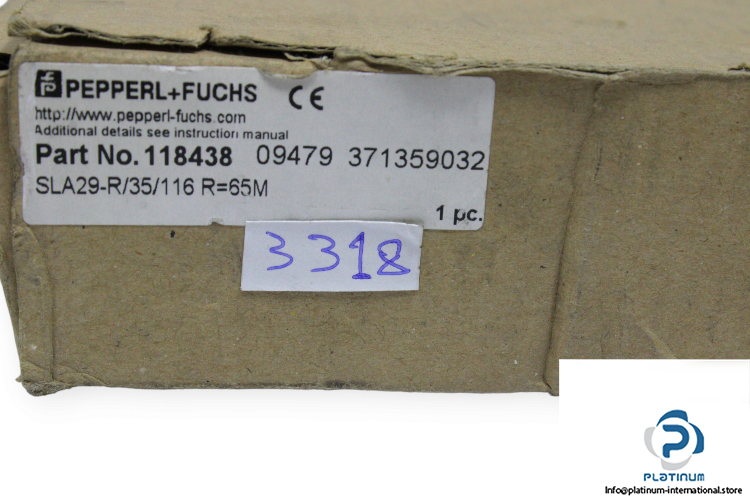 PEPPERL+FUCHS CE
http://www.pepperl-fuchs.com
Additional details see instruction manual
Part No. 118438 09479 371359032
SLA29-R/35/116 R=65M
1 pc.
3318
PLATINUM
Info@platinum-international.store